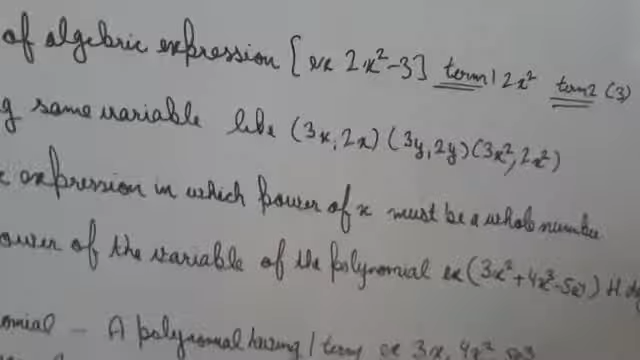 of algebric expression [ex 2x²-3] term1 2x² term2 (3)
g same variable like (3x, 2x) (3y, 2y) (3x², 2x²)
c expression in which power of x must be a whole number
ower of the variable of the polynomial ex (3x²+4x³-5x) H.
omial - A polynomial having 1 term ex 3x, 4x²